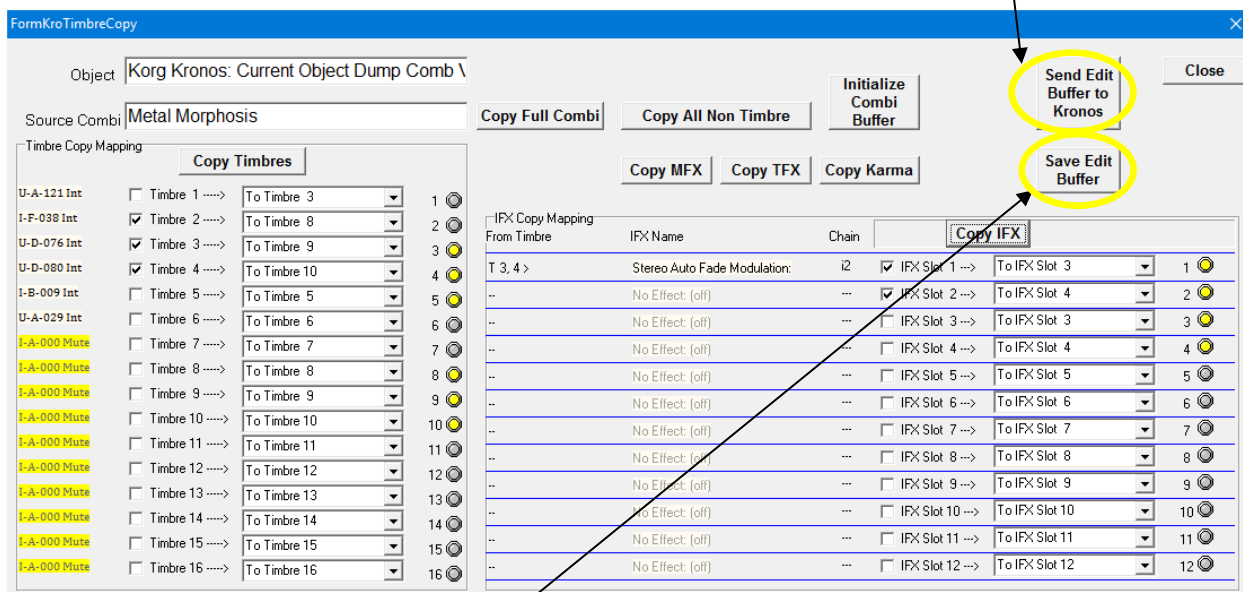 FormKroTimbreCopy
Object Korg Kronos: Current Object Dump Comb V
Source Combi Metal Morphosis
Copy Full Combi
Copy All Non Timbre
Initialize
Combi
Buffer
Send Edit
Buffer to
Kronos
Close
Copy MFX
Copy TFX
Copy Karma
Save Edit
Buffer
Timbre Copy Mapping
Copy Timbres
U-A-121 Int Timbre 1 ----> To Timbre 3 1
I-F-038 Int Timbre 2 ----> To Timbre 8 2
U-D-076 Int Timbre 3 ----> To Timbre 9 3
U-D-080 Int Timbre 4 ----> To Timbre 10 4
I-B-009 Int Timbre 5 ----> To Timbre 5 5
U-A-029 Int Timbre 6 ----> To Timbre 6 6
I-A-000 Mute Timbre 7 ----> To Timbre 7 7
I-A-000 Mute Timbre 8 ----> To Timbre 8 8
I-A-000 Mute Timbre 9 ----> To Timbre 9 9
I-A-000 Mute Timbre 10 ----> To Timbre 10 10
I-A-000 Mute Timbre 11 ----> To Timbre 11 11
I-A-000 Mute Timbre 12 ----> To Timbre 12 12
I-A-000 Mute Timbre 13 ----> To Timbre 13 13
I-A-000 Mute Timbre 14 ----> To Timbre 14 14
I-A-000 Mute Timbre 15 ----> To Timbre 15 15
I-A-000 Mute Timbre 16 ----> To Timbre 16 16
IFX Copy Mapping
From Timbre IFX Name Chain Copy IFX
T 3, 4 > Stereo Auto Fade Modulation: i2 IFX Slot 1 ---> To IFX Slot 3 1
-- No Effect: (off) --- IFX Slot 2 ---> To IFX Slot 4 2
-- No Effect: (off) --- IFX Slot 3 ---> To IFX Slot 3 3
-- No Effect: (off) --- IFX Slot 4 ---> To IFX Slot 4 4
-- No Effect: (off) --- IFX Slot 5 ---> To IFX Slot 5 5
-- No Effect: (off) --- IFX Slot 6 ---> To IFX Slot 6 6
-- No Effect: (off) --- IFX Slot 7 ---> To IFX Slot 7 7
-- No Effect: (off) --- IFX Slot 8 ---> To IFX Slot 8 8
-- No Effect: (off) --- IFX Slot 9 ---> To IFX Slot 9 9
-- No Effect: (off) --- IFX Slot 10 ---> To IFX Slot 10 10
-- No Effect: (off) --- IFX Slot 11 ---> To IFX Slot 11 11
-- No Effect: (off) --- IFX Slot 12 ---> To IFX Slot 12 12